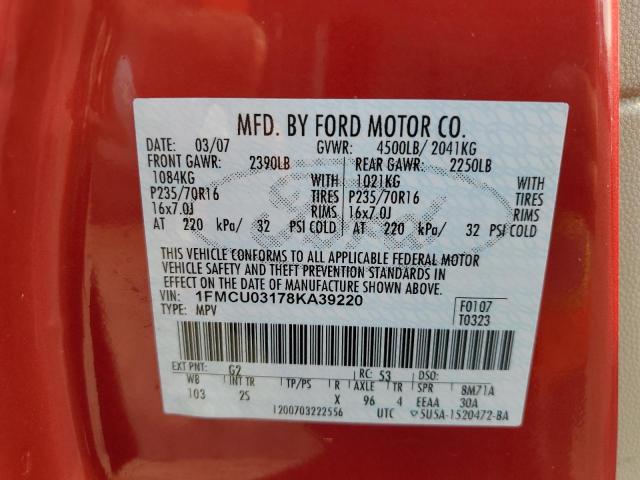 MFD. BY FORD MOTOR CO.
DATE: 03/07 GVWR: 4500LB/ 2041KG
FRONT GAWR: 2390LB REAR GAWR: 2250LB
1084KG WITH 1021KG WITH
P235/70R16 TIRES P235/70R16 TIRES
16x7.0J RIMS 16x7.0J RIMS
AT 220 kPa/ 32 PSI COLD AT 220 kPa/ 32 PSI COLD
Ford
THIS VEHICLE CONFORMS TO ALL APPLICABLE FEDERAL MOTOR
VEHICLE SAFETY AND THEFT PREVENTION STANDARDS IN
EFFECT ON THE DATE OF MANUFACTURE SHOWN ABOVE.
VIN: 1FMCU03178KA39220 F0107
TYPE: MPV T0323
EXT PNT: G2 RC: 53 DSO:
WB INT TR TP/PS R AXLE TR SPR 8M71A
103 2S X 96 4 EEAA 30A
1200703222556 UTC 5U5A-1520472-BA